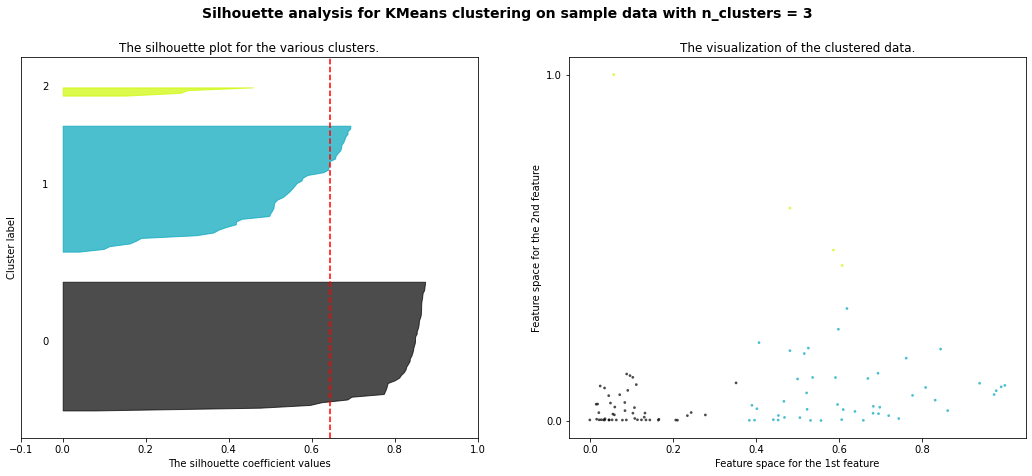 Silhouette analysis for KMeans clustering on sample data with n_clusters = 3
The silhouette plot for the various clusters.
2
1
0
Cluster label
−0.1 0.0 0.2 0.4 0.6 0.8 1.0
The silhouette coefficient values
The visualization of the clustered data.
1.0
0.0
Feature space for the 2nd feature
0.0 0.2 0.4 0.6 0.8
Feature space for the 1st feature